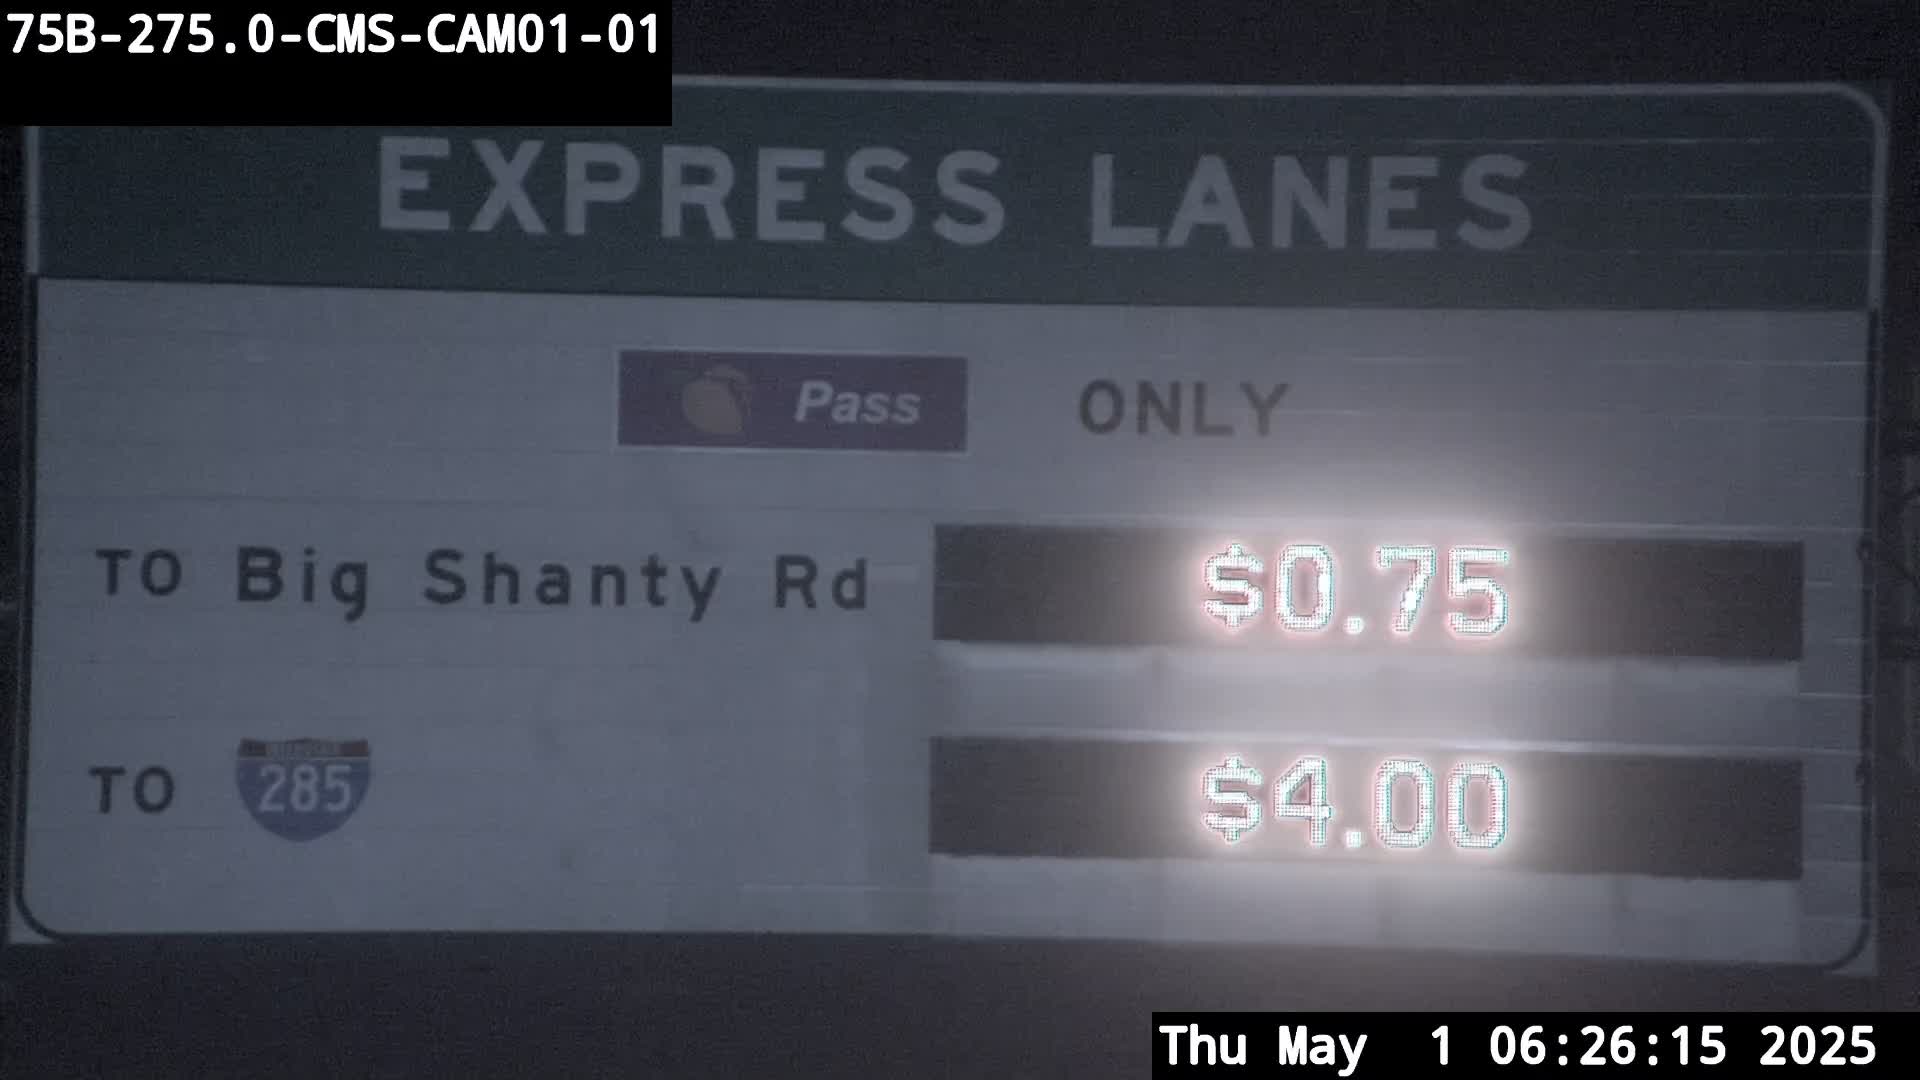 75B-275.0-CMS-CAM01-01
EXPRESS LANES
Pass ONLY
TO Big Shanty Rd $0.75
TO 285 $4.00
Thu May 1 06:26:15 2025